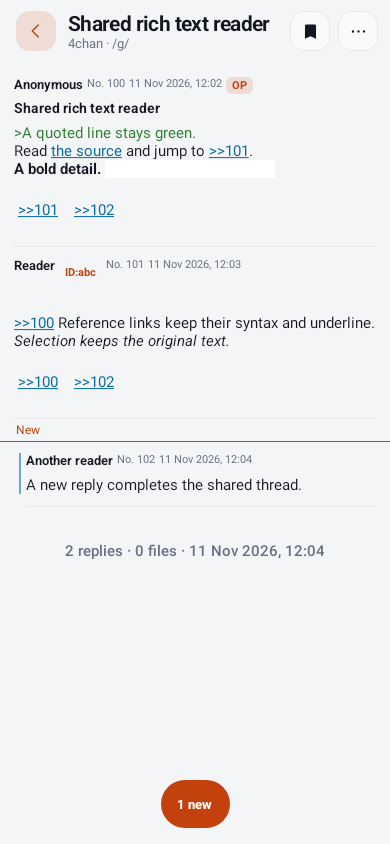 Shared rich text reader
4chan · /g/
Anonymous No. 100 11 Nov 2026, 12:02 OP
Shared rich text reader
>A quoted line stays green.
Read the source and jump to >>101.
A bold detail.
>>101 >>102
Reader ID:abc No. 101 11 Nov 2026, 12:03
>>100 Reference links keep their syntax and underline.
Selection keeps the original text.
>>100 >>102
New
Another reader No. 102 11 Nov 2026, 12:04
A new reply completes the shared thread.
2 replies · 0 files · 11 Nov 2026, 12:04
1 new